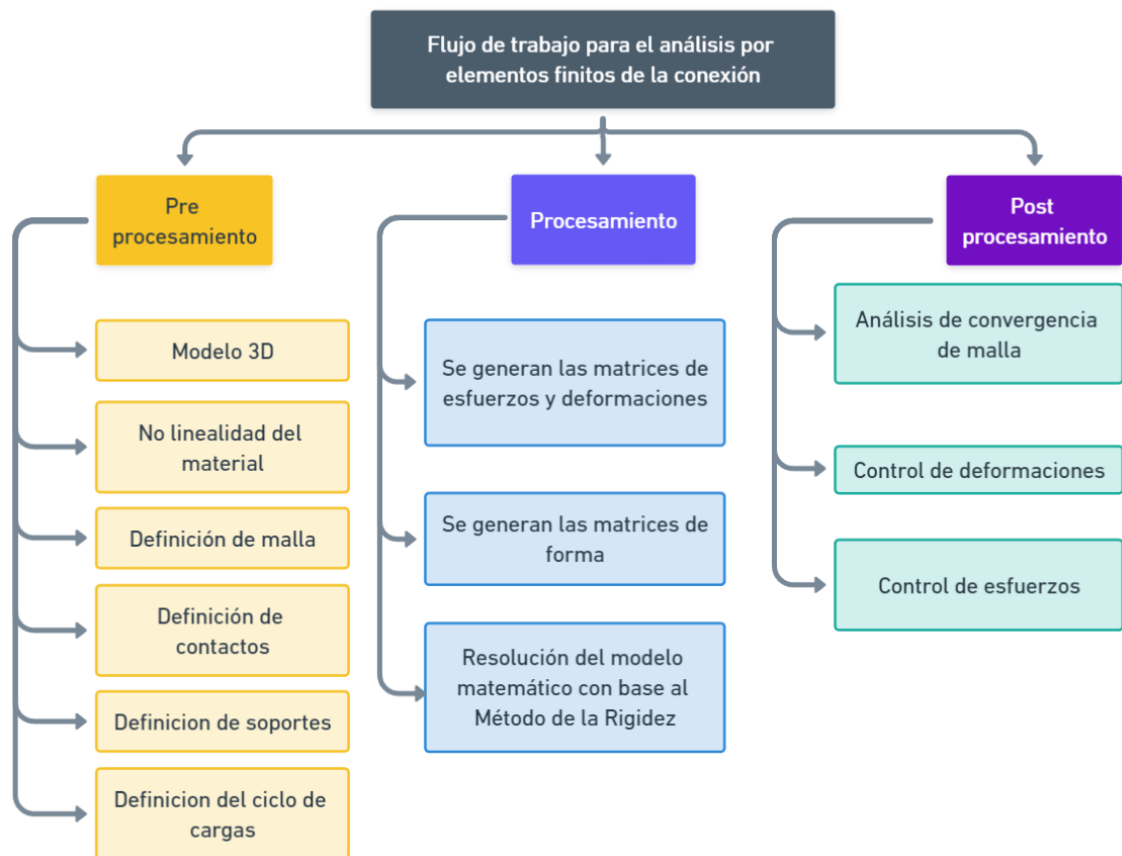 Flujo de trabajo para el análisis por
elementos finitos de la conexión
Pre
procesamiento
Modelo 3D
No linealidad del
material
Definición de malla
Definición de
contactos
Definicion de soportes
Definicion del ciclo de
cargas
Procesamiento
Se generan las matrices de
esfuerzos y deformaciones
Se generan las matrices de
forma
Resolución del modelo
matemático con base al
Método de la Rigidez
Post
procesamiento
Análisis de convergencia
de malla
Control de deformaciones
Control de esfuerzos